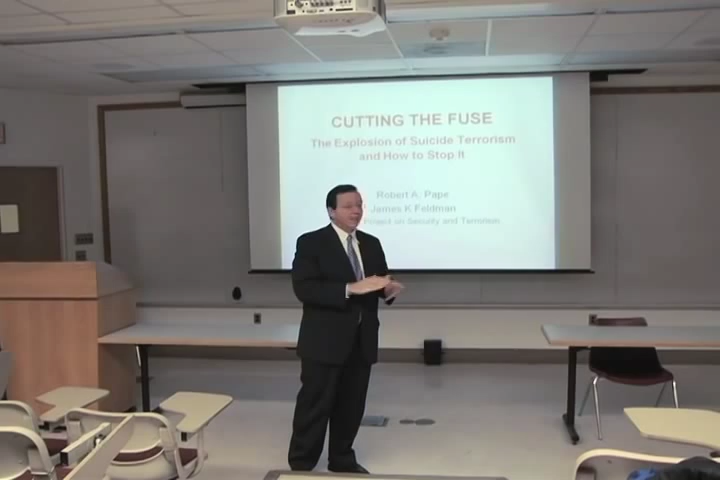 CUTTING THE FUSE
The Explosion of Suicide Terrorism
and How to Stop It
Robert A. Pape
James K Feldman
Project on Security and Terrorism